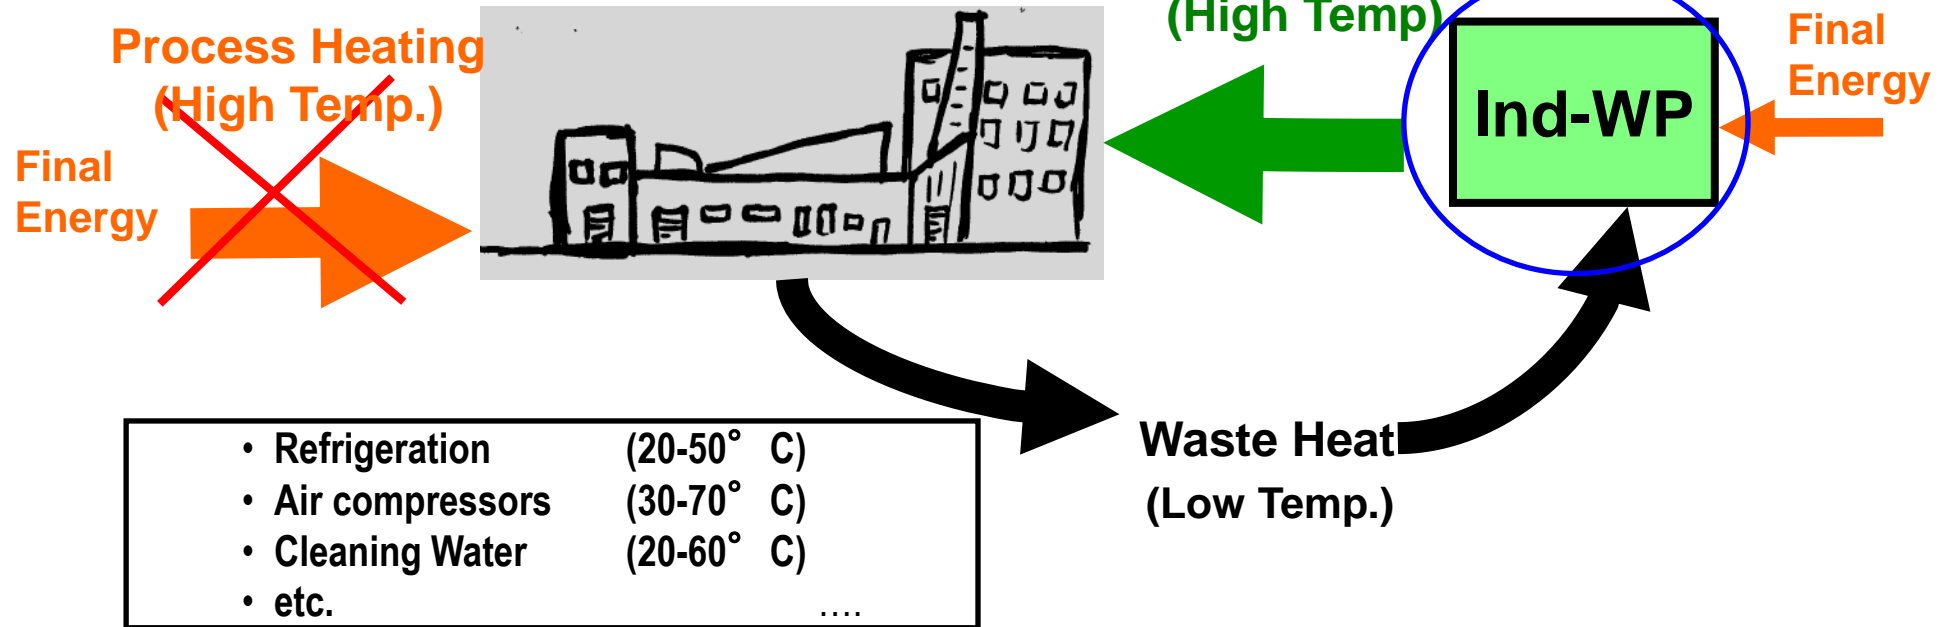 Process Heating
(High Temp.)
Final
Energy
(High Temp)
Ind-WP
Final
Energy
• Refrigeration (20-50° C)
• Air compressors (30-70° C)
• Cleaning Water (20-60° C)
• etc. ....
Waste Heat
(Low Temp.)